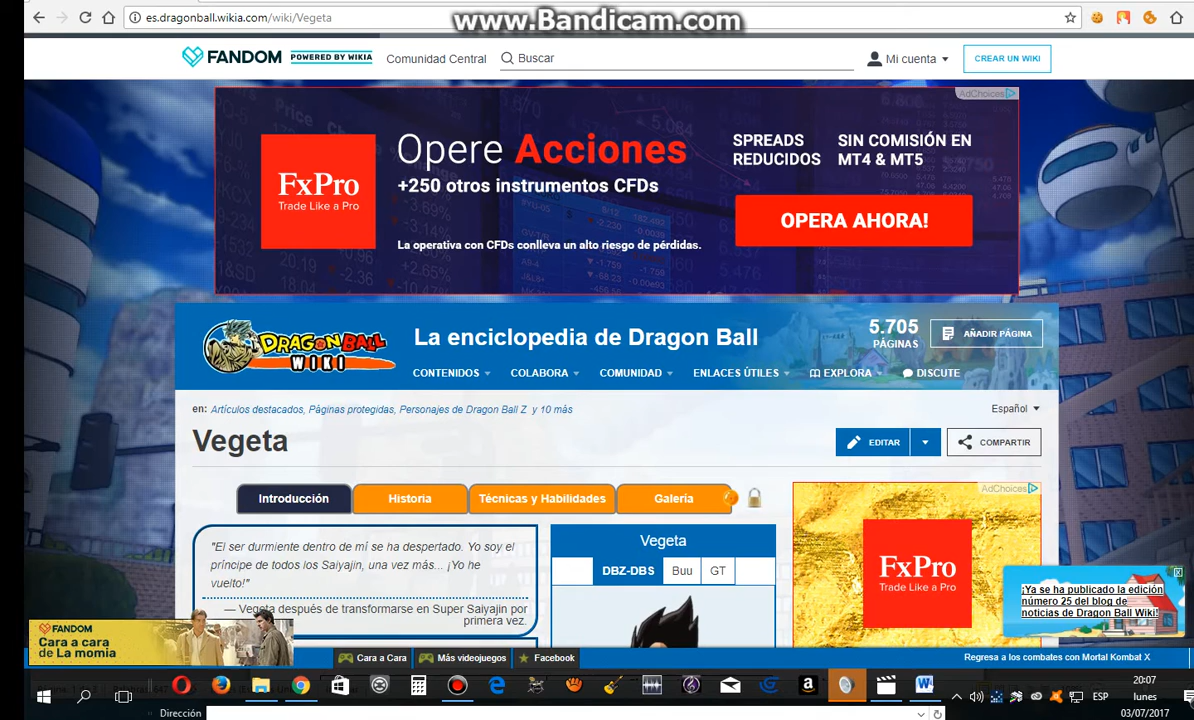 es.dragonball.wikia.com/wiki/Vegeta
www.Bandicam.com
FANDOM POWERED BY WIKIA Comunidad Central Buscar Mi cuenta CREAR UN WIKI
AdChoices
FxPro
Trade Like a Pro
Opere Acciones
+250 otros instrumentos CFDs
La operativa con CFDs conlleva un alto riesgo de pérdidas.
SPREADS REDUCIDOS
SIN COMISIÓN EN MT4 & MT5
OPERA AHORA!
DRAGON BALL
WIKI
La enciclopedia de Dragon Ball
5.705
PÁGINAS
AÑADIR PÁGINA
CONTENIDOS COLABORA COMUNIDAD ENLACES ÚTILES EXPLORA DISCUTE
en: Artículos destacados, Páginas protegidas, Personajes de Dragon Ball Z y 10 más
Español
Vegeta
EDITAR COMPARTIR
Introducción Historia Técnicas y Habilidades Galería
AdChoices
"El ser durmiente dentro de mí se ha despertado. Yo soy el
príncipe de todos los Saiyajin, una vez más... ¡Yo he
vuelto!"
— Vegeta después de transformarse en Super Saiyajin por
primera vez.
Vegeta
DBZ-DBS Buu GT
FxPro
Trade Like a Pro
¡Ya se ha publicado la edición
número 25 del blog de
noticias de Dragon Ball Wiki!
FANDOM
Cara a cara
de La momia
Cara a Cara Más videojuegos Facebook
Regresa a los combates con Mortal Kombat X
ESP
20:07
lunes
03/07/2017
Dirección